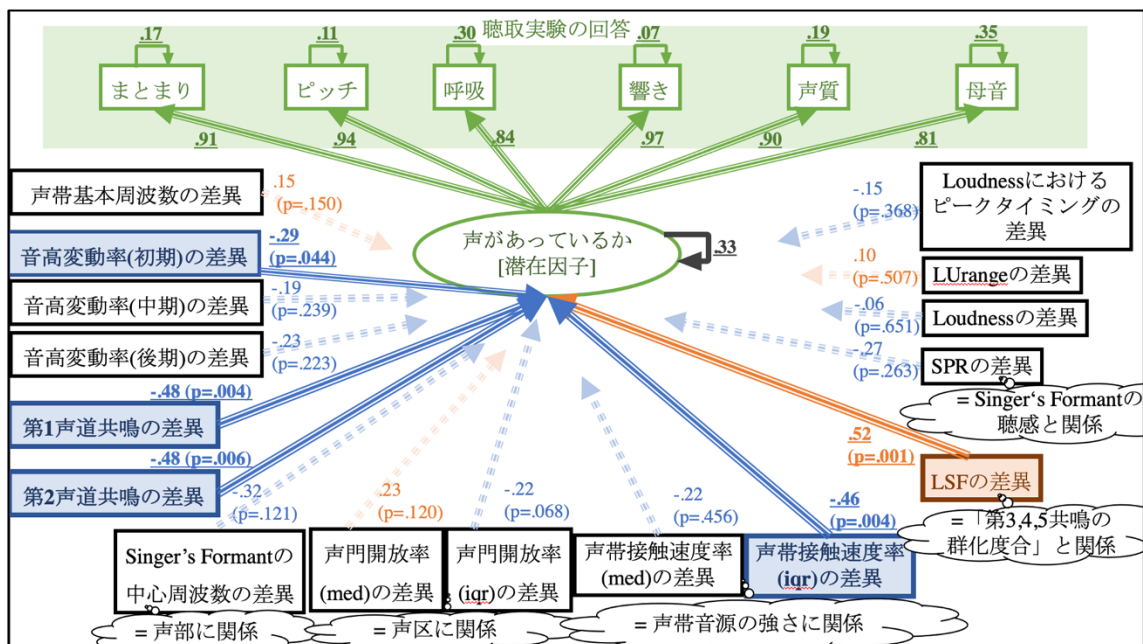 聴取実験の回答
.17
.11
.30
.07
.19
.35
まとまり
ピッチ
呼吸
響き
声質
母音
.91
.94
.84
.97
.90
.81
声帯基本周波数の差異
.15
(p=.150)
音高変動率(初期)の差異
-.29
(p=.044)
音高変動率(中期)の差異
-.19
(p=.239)
音高変動率(後期)の差異
-.23
(p=.223)
第1声道共鳴の差異
-.48 (p=.004)
第2声道共鳴の差異
-.48 (p=.006)
声があっているか
[潜在因子]
.33
-.15
(p=.368)
Loudnessにおける
ピークタイミングの
差異
.10
(p=.507)
LUrangeの差異
-.06
(p=.651)
Loudnessの差異
-.27
(p=.263)
SPRの差異
= Singer‘s Formantの
聴感と関係
.52
(p=.001)
LSFの差異
=「第3,4,5共鳴の
群化度合」と関係
-.32
(p=.121)
Singer’s Formantの
中心周波数の差異
= 声部に関係
.23
(p=.120)
声門開放率
(med)の差異
-.22
(p=.068)
声門開放率
(iqr)の差異
= 声区に関係
-.22
(p=.456)
声帯接触速度率
(med)の差異
-.46
(p=.004)
声帯接触速度率
(iqr)の差異
= 声帯音源の強さに関係